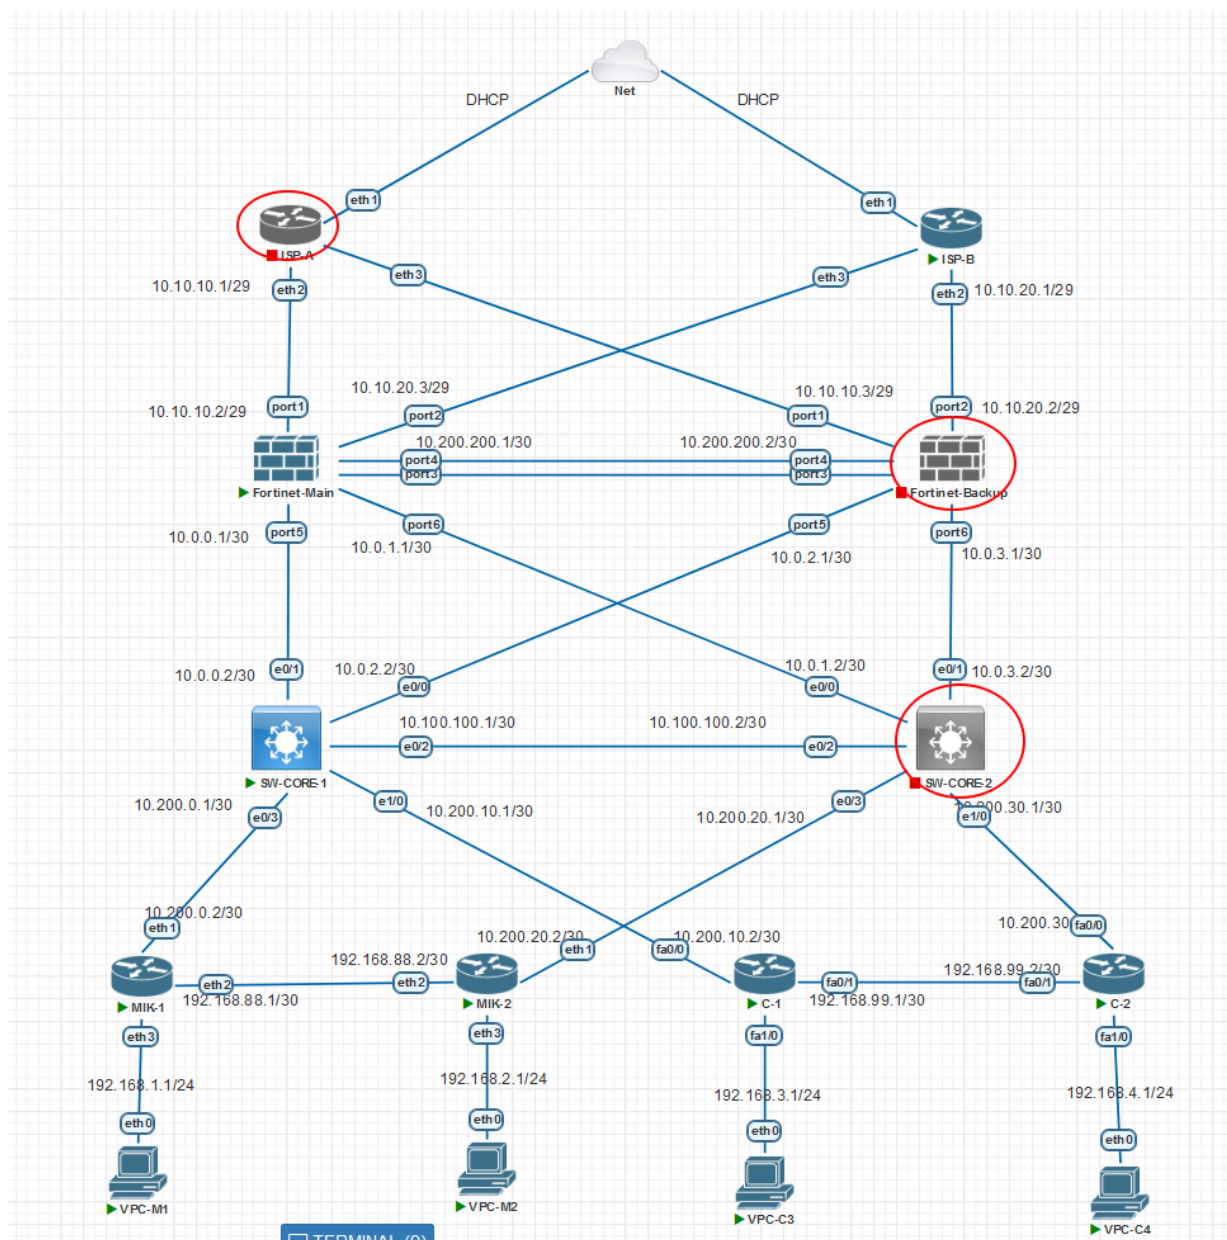 Net
DHCP
DHCP
eth1
eth1
ISP-A
ISP-B
eth3
eth3
10.10.10.1/29
eth2
eth2
10.10.20.1/29
10.10.20.3/29
10.10.10.3/29
10.10.10.2/29
port1
port2
port1
port2
10.10.20.2/29
10.200.200.1/30
10.200.200.2/30
port4
port4
port3
port3
Fortinet-Main
Fortinet-Backup
10.0.0.1/30
port5
port6
port5
port6
10.0.1.1/30
10.0.2.1/30
10.0.3.1/30
10.0.0.2/30
e0/1
10.0.2.2/30
10.0.1.2/30
e0/1
10.0.3.2/30
e0/0
e0/0
10.100.100.1/30
10.100.100.2/30
e0/2
e0/2
SW-CORE-1
SW-CORE-2
10.200.0.1/30
e0/3
e1/0
10.200.10.1/30
10.200.20.1/30
e0/3
e1/0
10.200.30.1/30
10.200.0.2/30
eth1
10.200.20.2/30
eth1
fa0/0
10.200.10.2/30
10.200.30
fa0/0
192.168.88.2/30
192.168.99.2/30
eth2
eth2
fa0/1
fa0/1
192.168.88.1/30
192.168.99.1/30
MIK-1
MIK-2
C-1
C-2
eth3
eth3
fa1/0
fa1/0
192.168.1.1/24
192.168.2.1/24
192.168.3.1/24
192.168.4.1/24
eth0
eth0
eth0
eth0
VPC-M1
VPC-M2
VPC-C3
VPC-C4
TERMINAL (0)